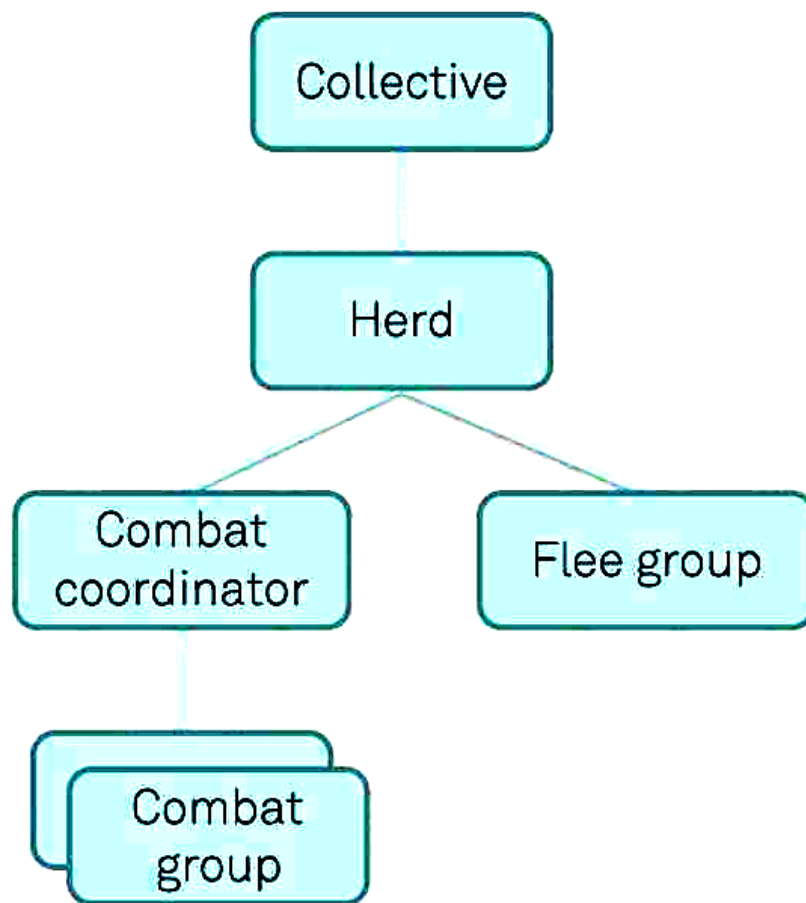 Collective
Herd
Combat
coordinator
Flee group
Combat
group